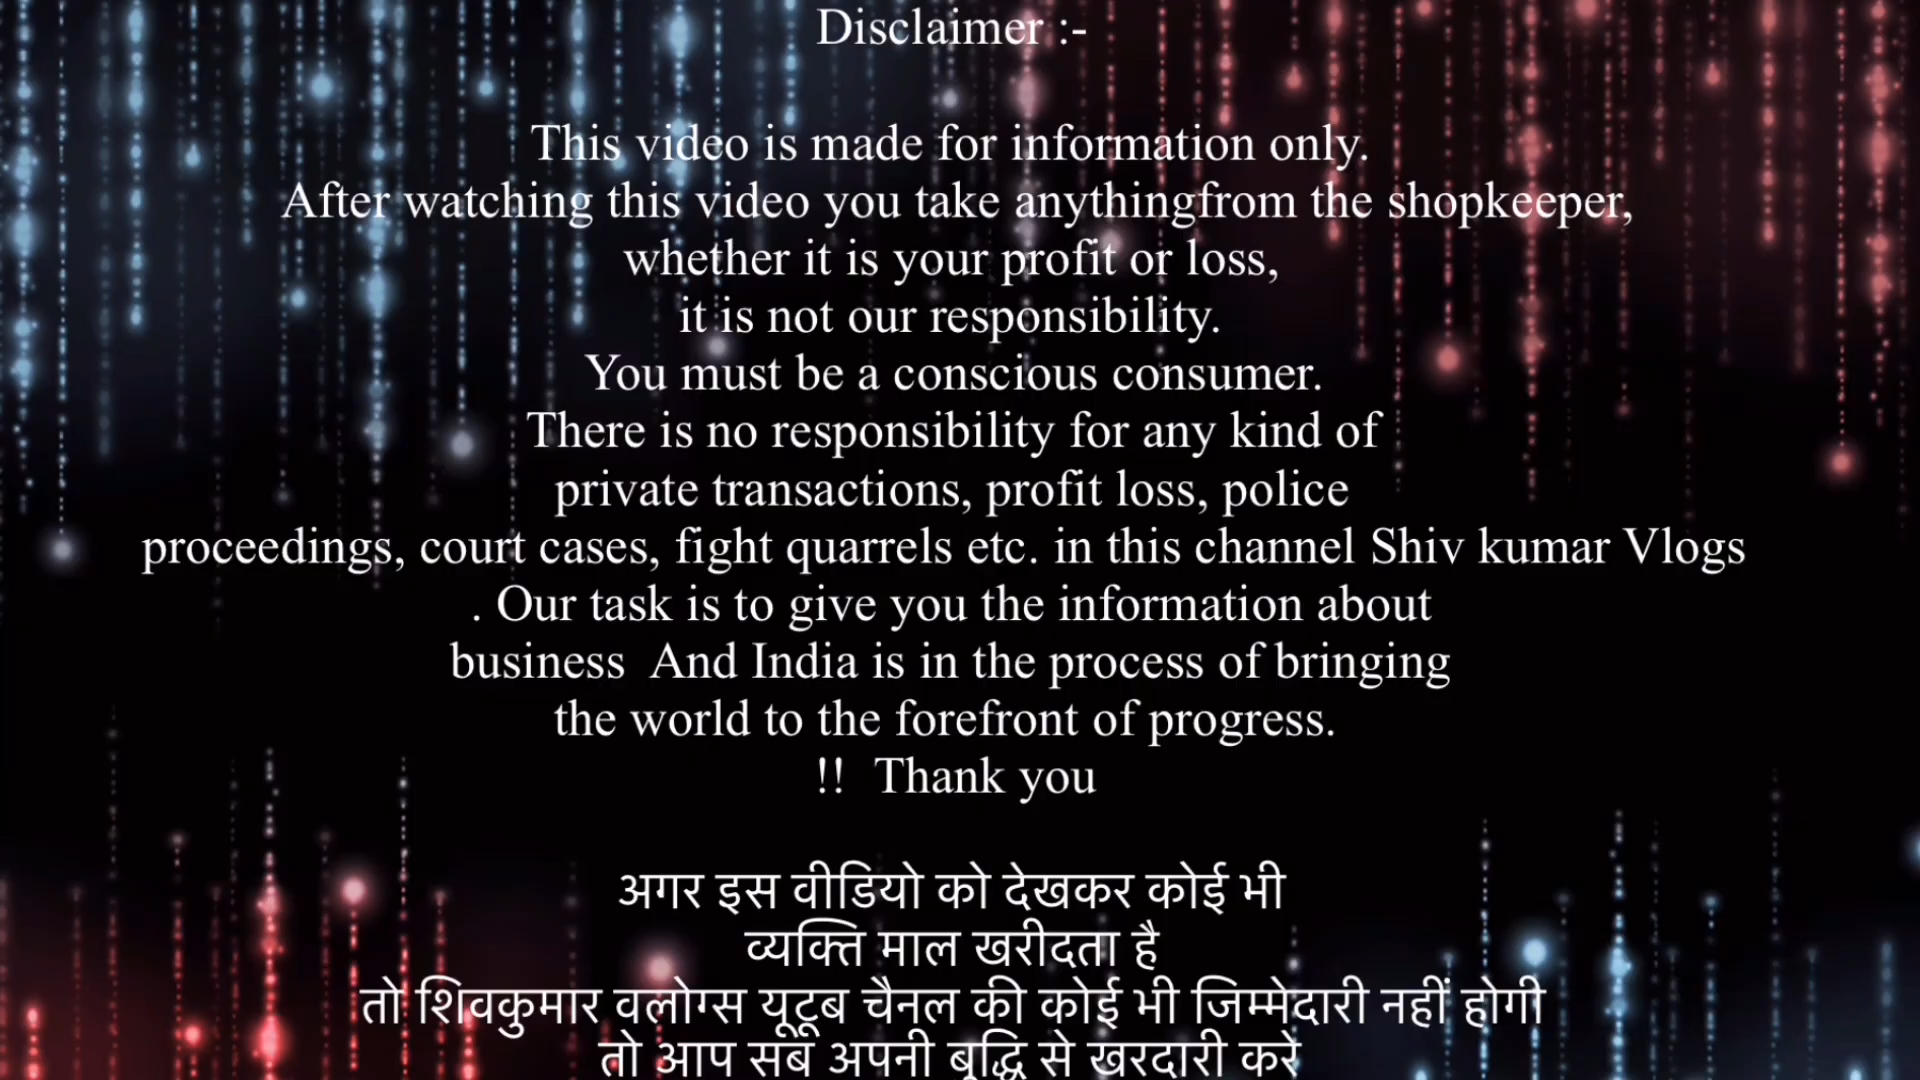 Disclaimer :-
This video is made for information only.
After watching this video you take anythingfrom the shopkeeper,
whether it is your profit or loss,
it is not our responsibility.
You must be a conscious consumer.
There is no responsibility for any kind of
private transactions, profit loss, police
proceedings, court cases, fight quarrels etc. in this channel Shiv kumar Vlogs
. Our task is to give you the information about
business  And India is in the process of bringing
the world to the forefront of progress.
!!  Thank you
अगर इस वीडियो को देखकर कोई भी
व्यक्ति माल खरीदता है
तो शिवकुमार वलोग्स यूटूब चैनल की कोई भी जिम्मेदारी नहीं होगी
तो आप सब अपनी बुद्धि से खरदारी करे